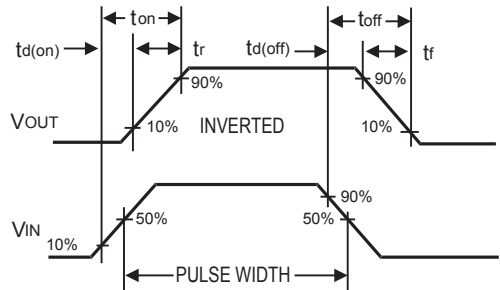 ton
toff
td(on)
tr
td(off)
tf
90%
90%
VOUT
10%
INVERTED
10%
90%
50%
50%
VIN
10%
PULSE WIDTH